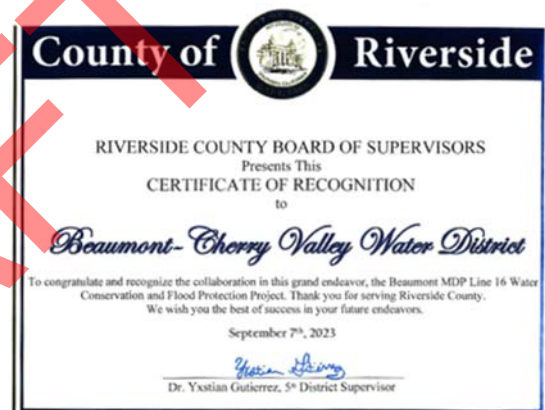 County of Riverside
RIVERSIDE COUNTY BOARD OF SUPERVISORS
Presents This
CERTIFICATE OF RECOGNITION
to
Beaumont-Cherry Valley Water District
To congratulate and recognize the collaboration in this grand endeavor, the Beaumont MDP Line 16 Water
Conservation and Flood Protection Project. Thank you for serving Riverside County.
We wish you the best of success in your future endeavors.
September 7th, 2023
Dr. Yxstian Gutierrez, 5th District Supervisor